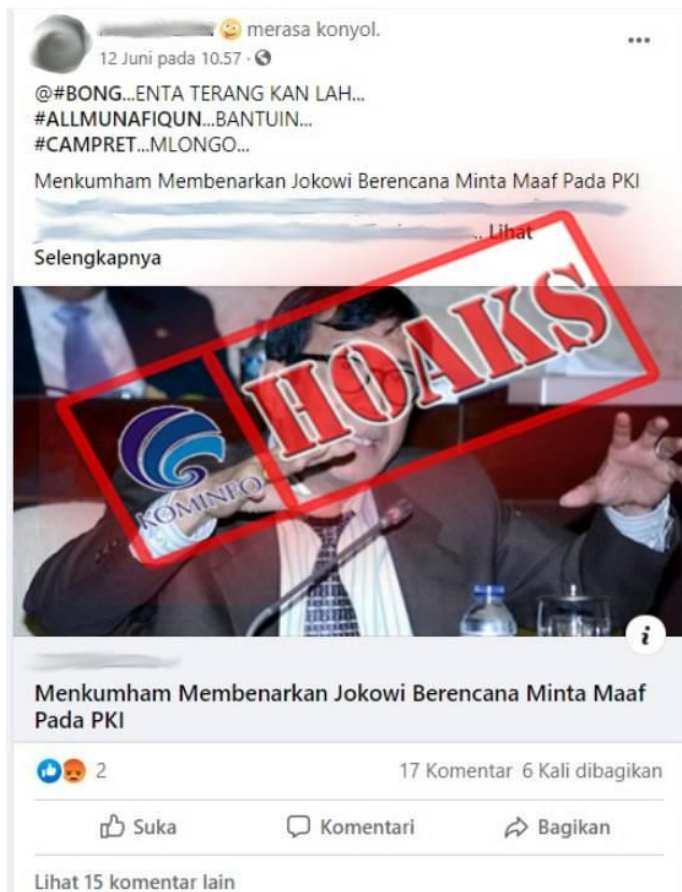 merasa konyol.
12 Juni pada 10.57 ·
@#BONG...ENTA TERANG KAN LAH...
#ALLMUNAFIQUN...BANTUIN...
#CAMPRET...MLONGO...
Menkumham Membenarkan Jokowi Berencana Minta Maaf Pada PKI
... Lihat
Selengkapnya
HOAKS
KOMINFO
i
Menkumham Membenarkan Jokowi Berencana Minta Maaf
Pada PKI
2
17 Komentar 6 Kali dibagikan
Suka Komentari Bagikan
Lihat 15 komentar lain